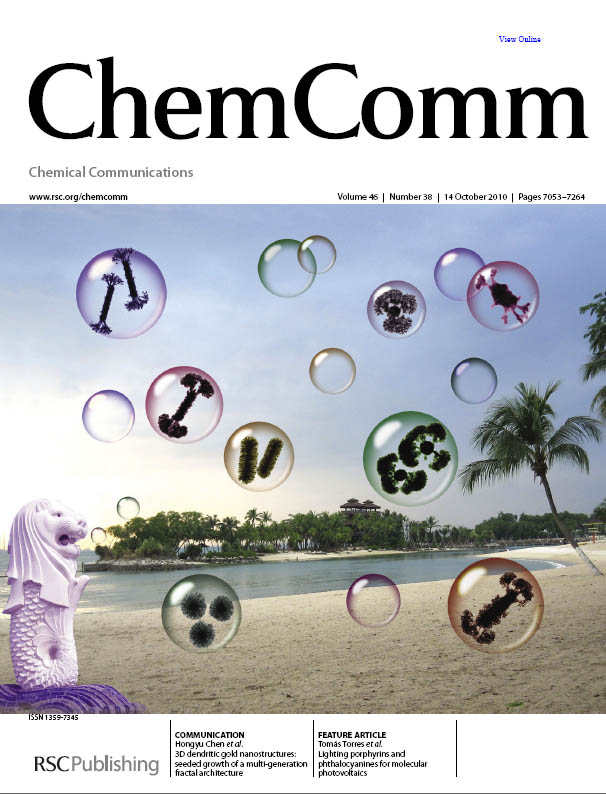 View Online
ChemComm
Chemical Communications
www.rsc.org/chemcomm
Volume 46 | Number 38 | 14 October 2010 | Pages 7053–7264
ISSN 1359-7345
RSCPublishing
COMMUNICATION
Hongyu Chen et al.
3D dendritic gold nanostructures:
seeded growth of a multi-generation
fractal architecture
FEATURE ARTICLE
Tomás Torres et al.
Lighting porphyrins and
phthalocyanines for molecular
photovoltaics